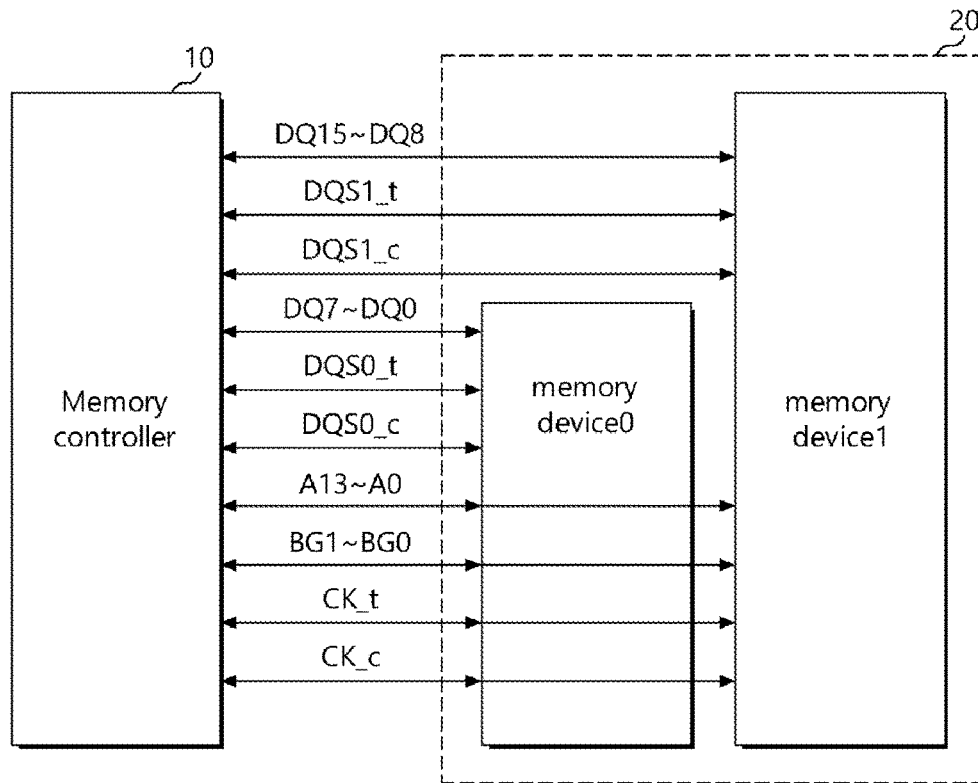 20
10
DQ15~DQ8
DQS1_t
DQS1_c
DQ7~DQ0
DQS0_t
DQS0_c
A13~A0
BG1~BG0
CK_t
CK_c
Memory
controller
memory
device0
memory
device1